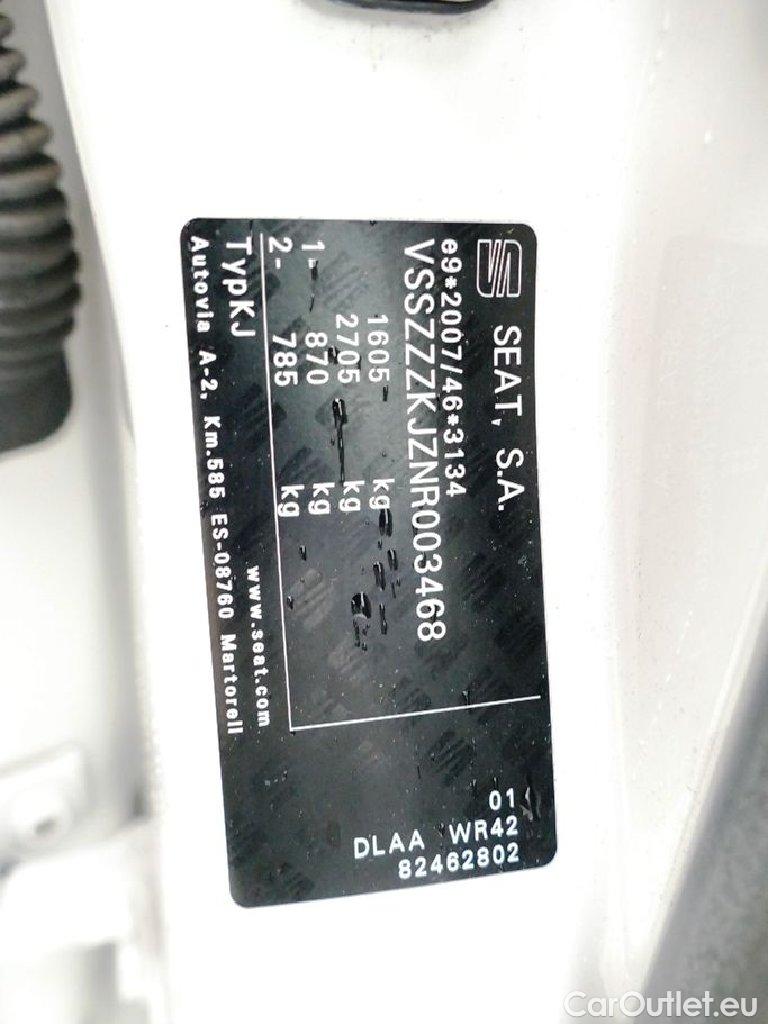 SEAT, S.A.
e9*2007/46*3134
VSSZZZKJZNR003468
1605 kg
2705 kg
1- 870 kg
2- 785 kg
TypKJ
www.seat.com
Autovia A-2, Km.585 ES-08760 Martorell
01
DLAA WR42
82462802
CarOutlet.eu